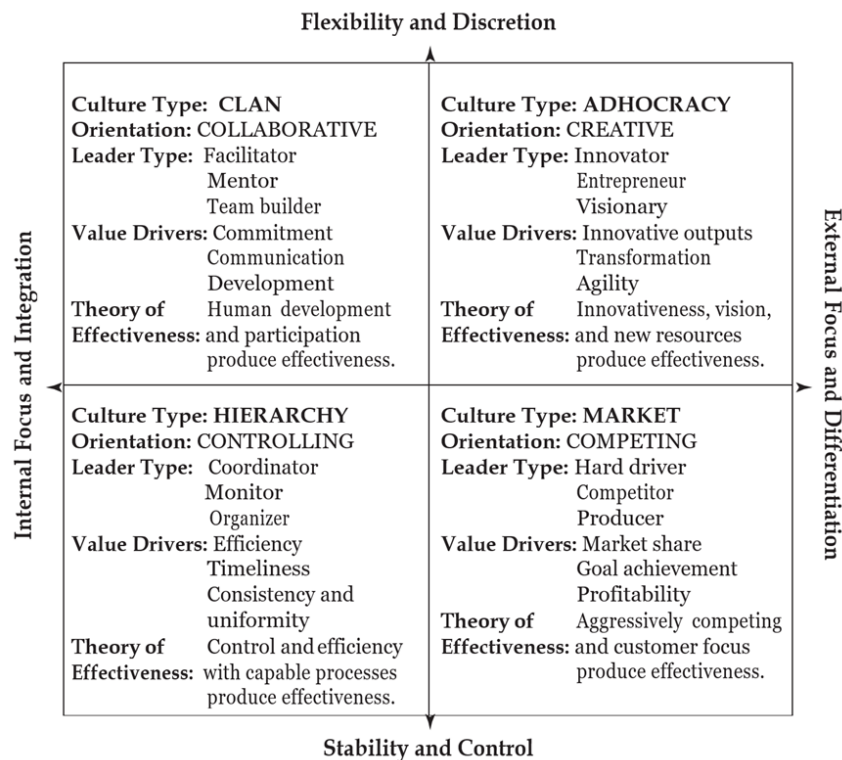 Flexibility and Discretion
Culture Type: CLAN
Orientation: COLLABORATIVE
Leader Type: Facilitator
Mentor
Team builder
Value Drivers: Commitment
Communication
Development
Theory of Human development
Effectiveness: and participation
produce effectiveness.
Culture Type: ADHOCRACY
Orientation: CREATIVE
Leader Type: Innovator
Entrepreneur
Visionary
Value Drivers: Innovative outputs
Transformation
Agility
Theory of Innovativeness, vision,
Effectiveness: and new resources
produce effectiveness.
Internal Focus and Integration
External Focus and Differentiation
Culture Type: HIERARCHY
Orientation: CONTROLLING
Leader Type: Coordinator
Monitor
Organizer
Value Drivers: Efficiency
Timeliness
Consistency and
uniformity
Theory of Control and efficiency
Effectiveness: with capable processes
produce effectiveness.
Culture Type: MARKET
Orientation: COMPETING
Leader Type: Hard driver
Competitor
Producer
Value Drivers: Market share
Goal achievement
Profitability
Theory of Aggressively competing
Effectiveness: and customer focus
produce effectiveness.
Stability and Control